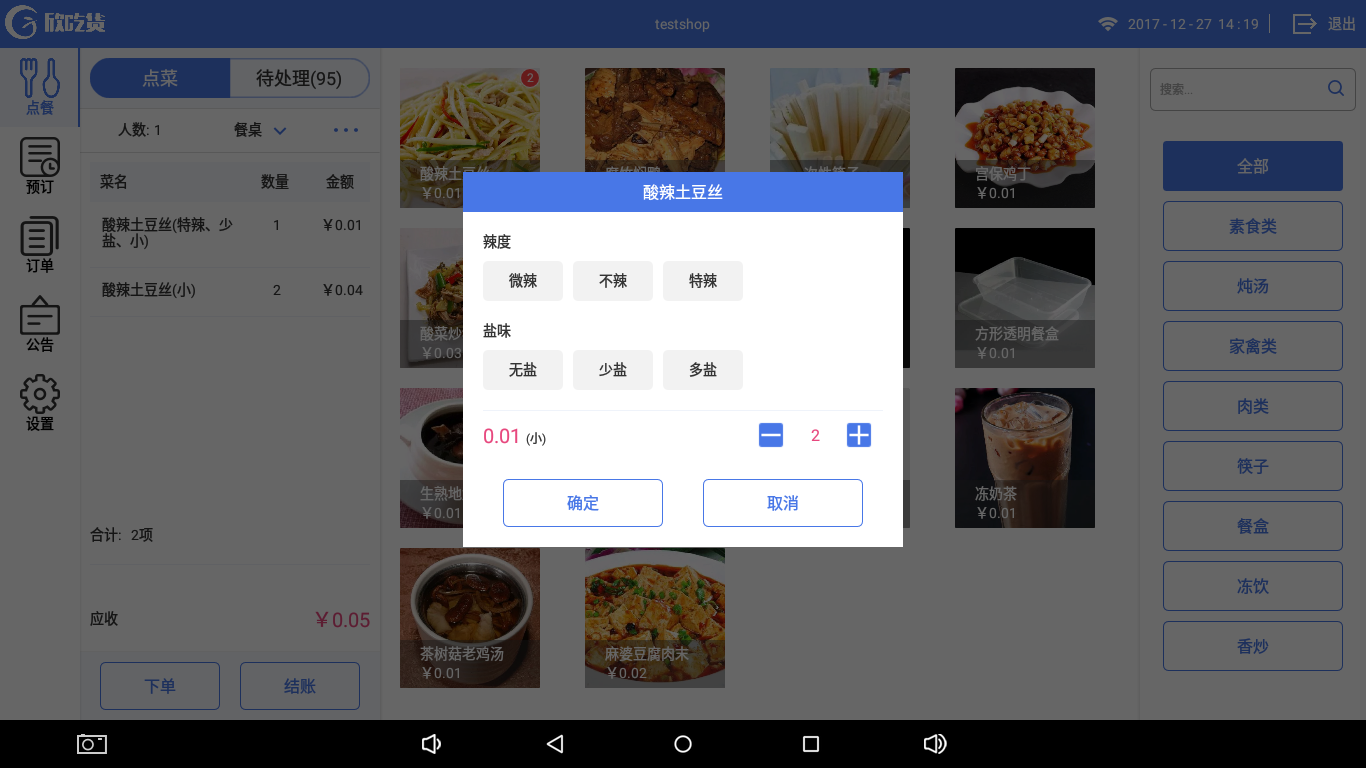 欣吃货
testshop
2017-12-27 14:19
退出
点餐
预订
订单
公告
设置
点菜
待处理(95)
人数: 1
餐桌
菜名 数量 金额
酸辣土豆丝(特辣、少 1 ￥0.01
盐、小)
酸辣土豆丝(小) 2 ￥0.04
合计: 2项
应收 ￥0.05
下单
结账
2
酸辣土豆丝
￥0.01
宫保鸡丁
￥0.01
酸菜炒
￥0.03
方形透明餐盒
￥0.01
生熟地
￥0.01
冻奶茶
￥0.01
茶树菇老鸡汤
￥0.01
麻婆豆腐肉末
￥0.02
酸辣土豆丝
辣度
微辣 不辣 特辣
盐味
无盐 少盐 多盐
0.01 (小) 2
确定 取消
搜索...
全部
素食类
炖汤
家禽类
肉类
筷子
餐盒
冻饮
香炒